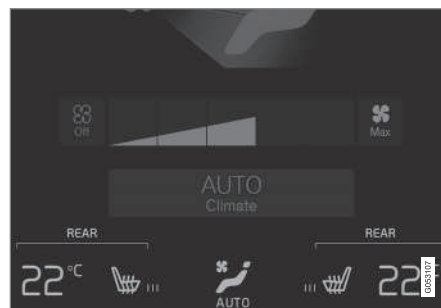 Off
Max
AUTO
Climate
REAR REAR
22°C 22°
AUTO
G053107